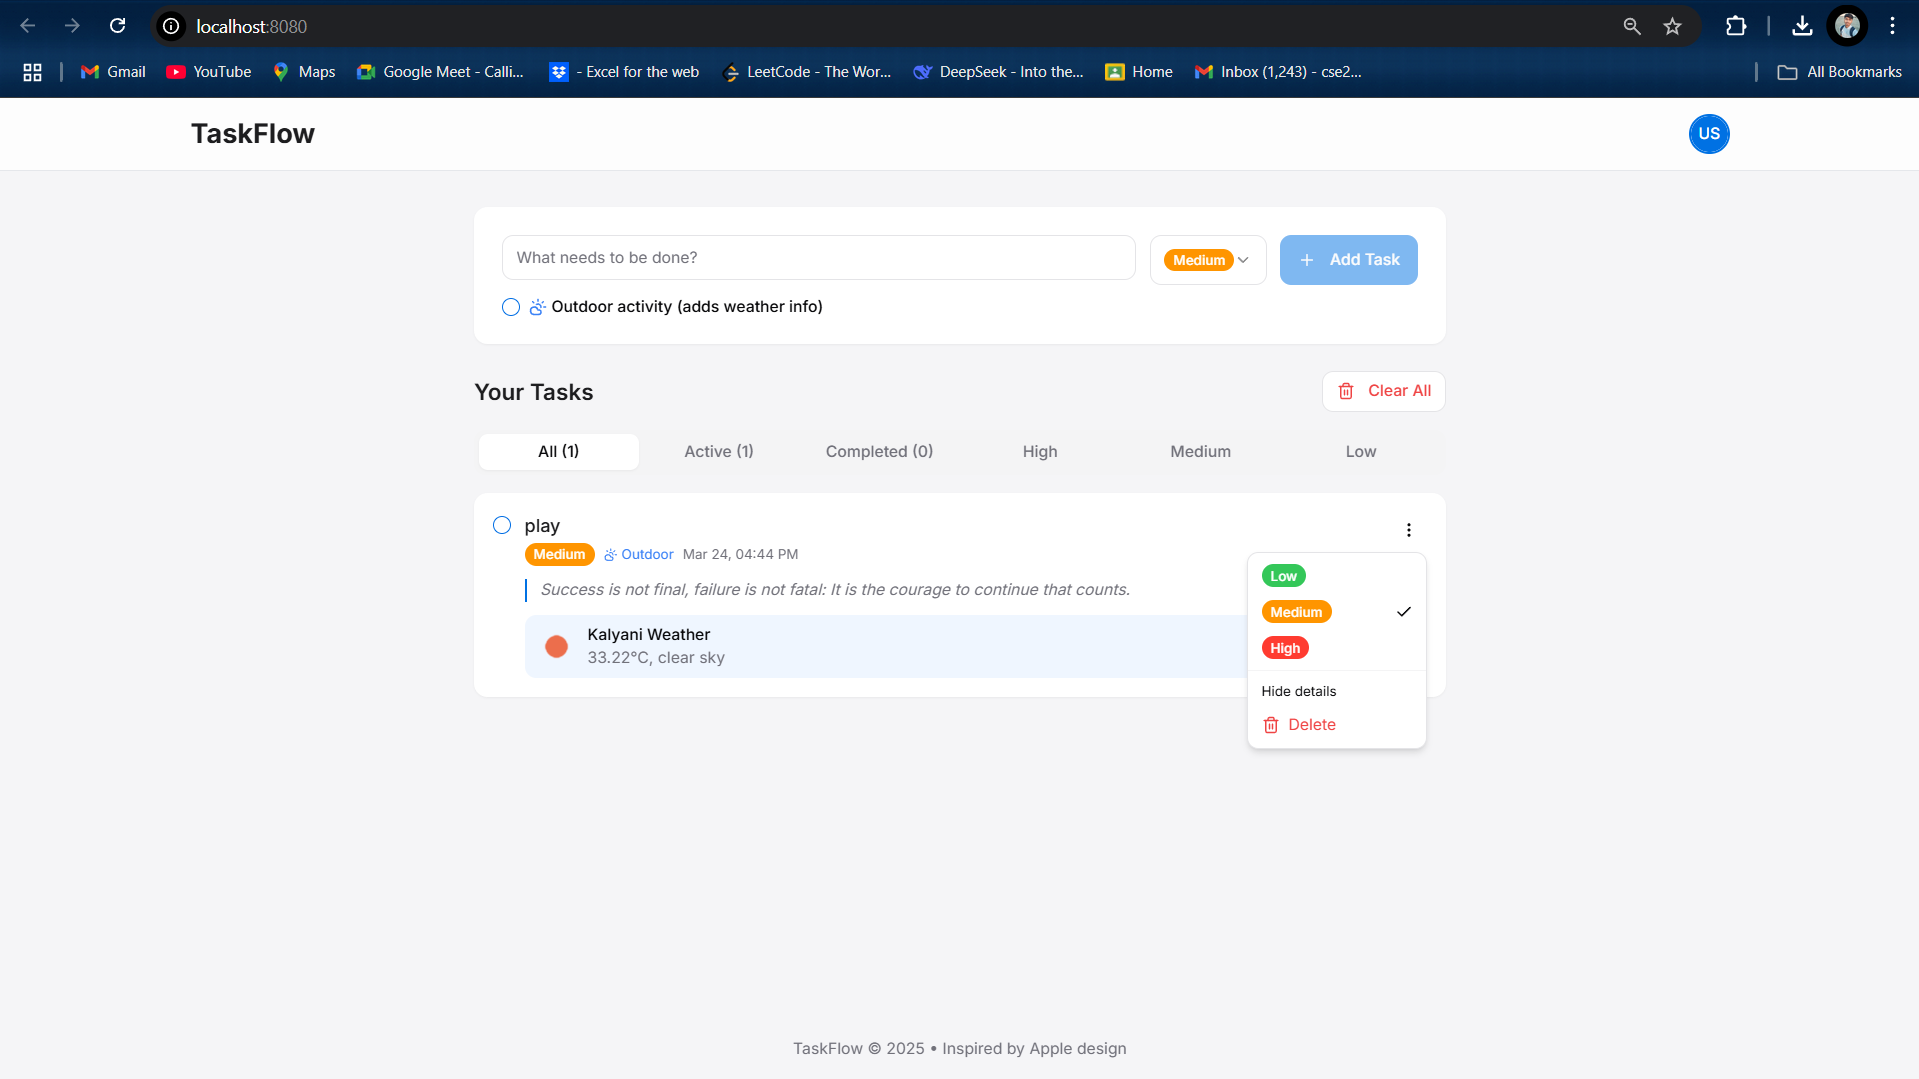 localhost:8080
Gmail YouTube Maps Google Meet - Calli... - Excel for the web LeetCode - The Wor... DeepSeek - Into the... Home Inbox (1,243) - cse2... All Bookmarks
TaskFlow US
What needs to be done? Medium + Add Task
Outdoor activity (adds weather info)
Your Tasks Clear All
All (1) Active (1) Completed (0) High Medium Low
play
Medium Outdoor Mar 24, 04:44 PM
Success is not final, failure is not fatal: It is the courage to continue that counts.
Kalyani Weather
33.22°C, clear sky
Low
Medium
High
Hide details
Delete
TaskFlow © 2025 • Inspired by Apple design